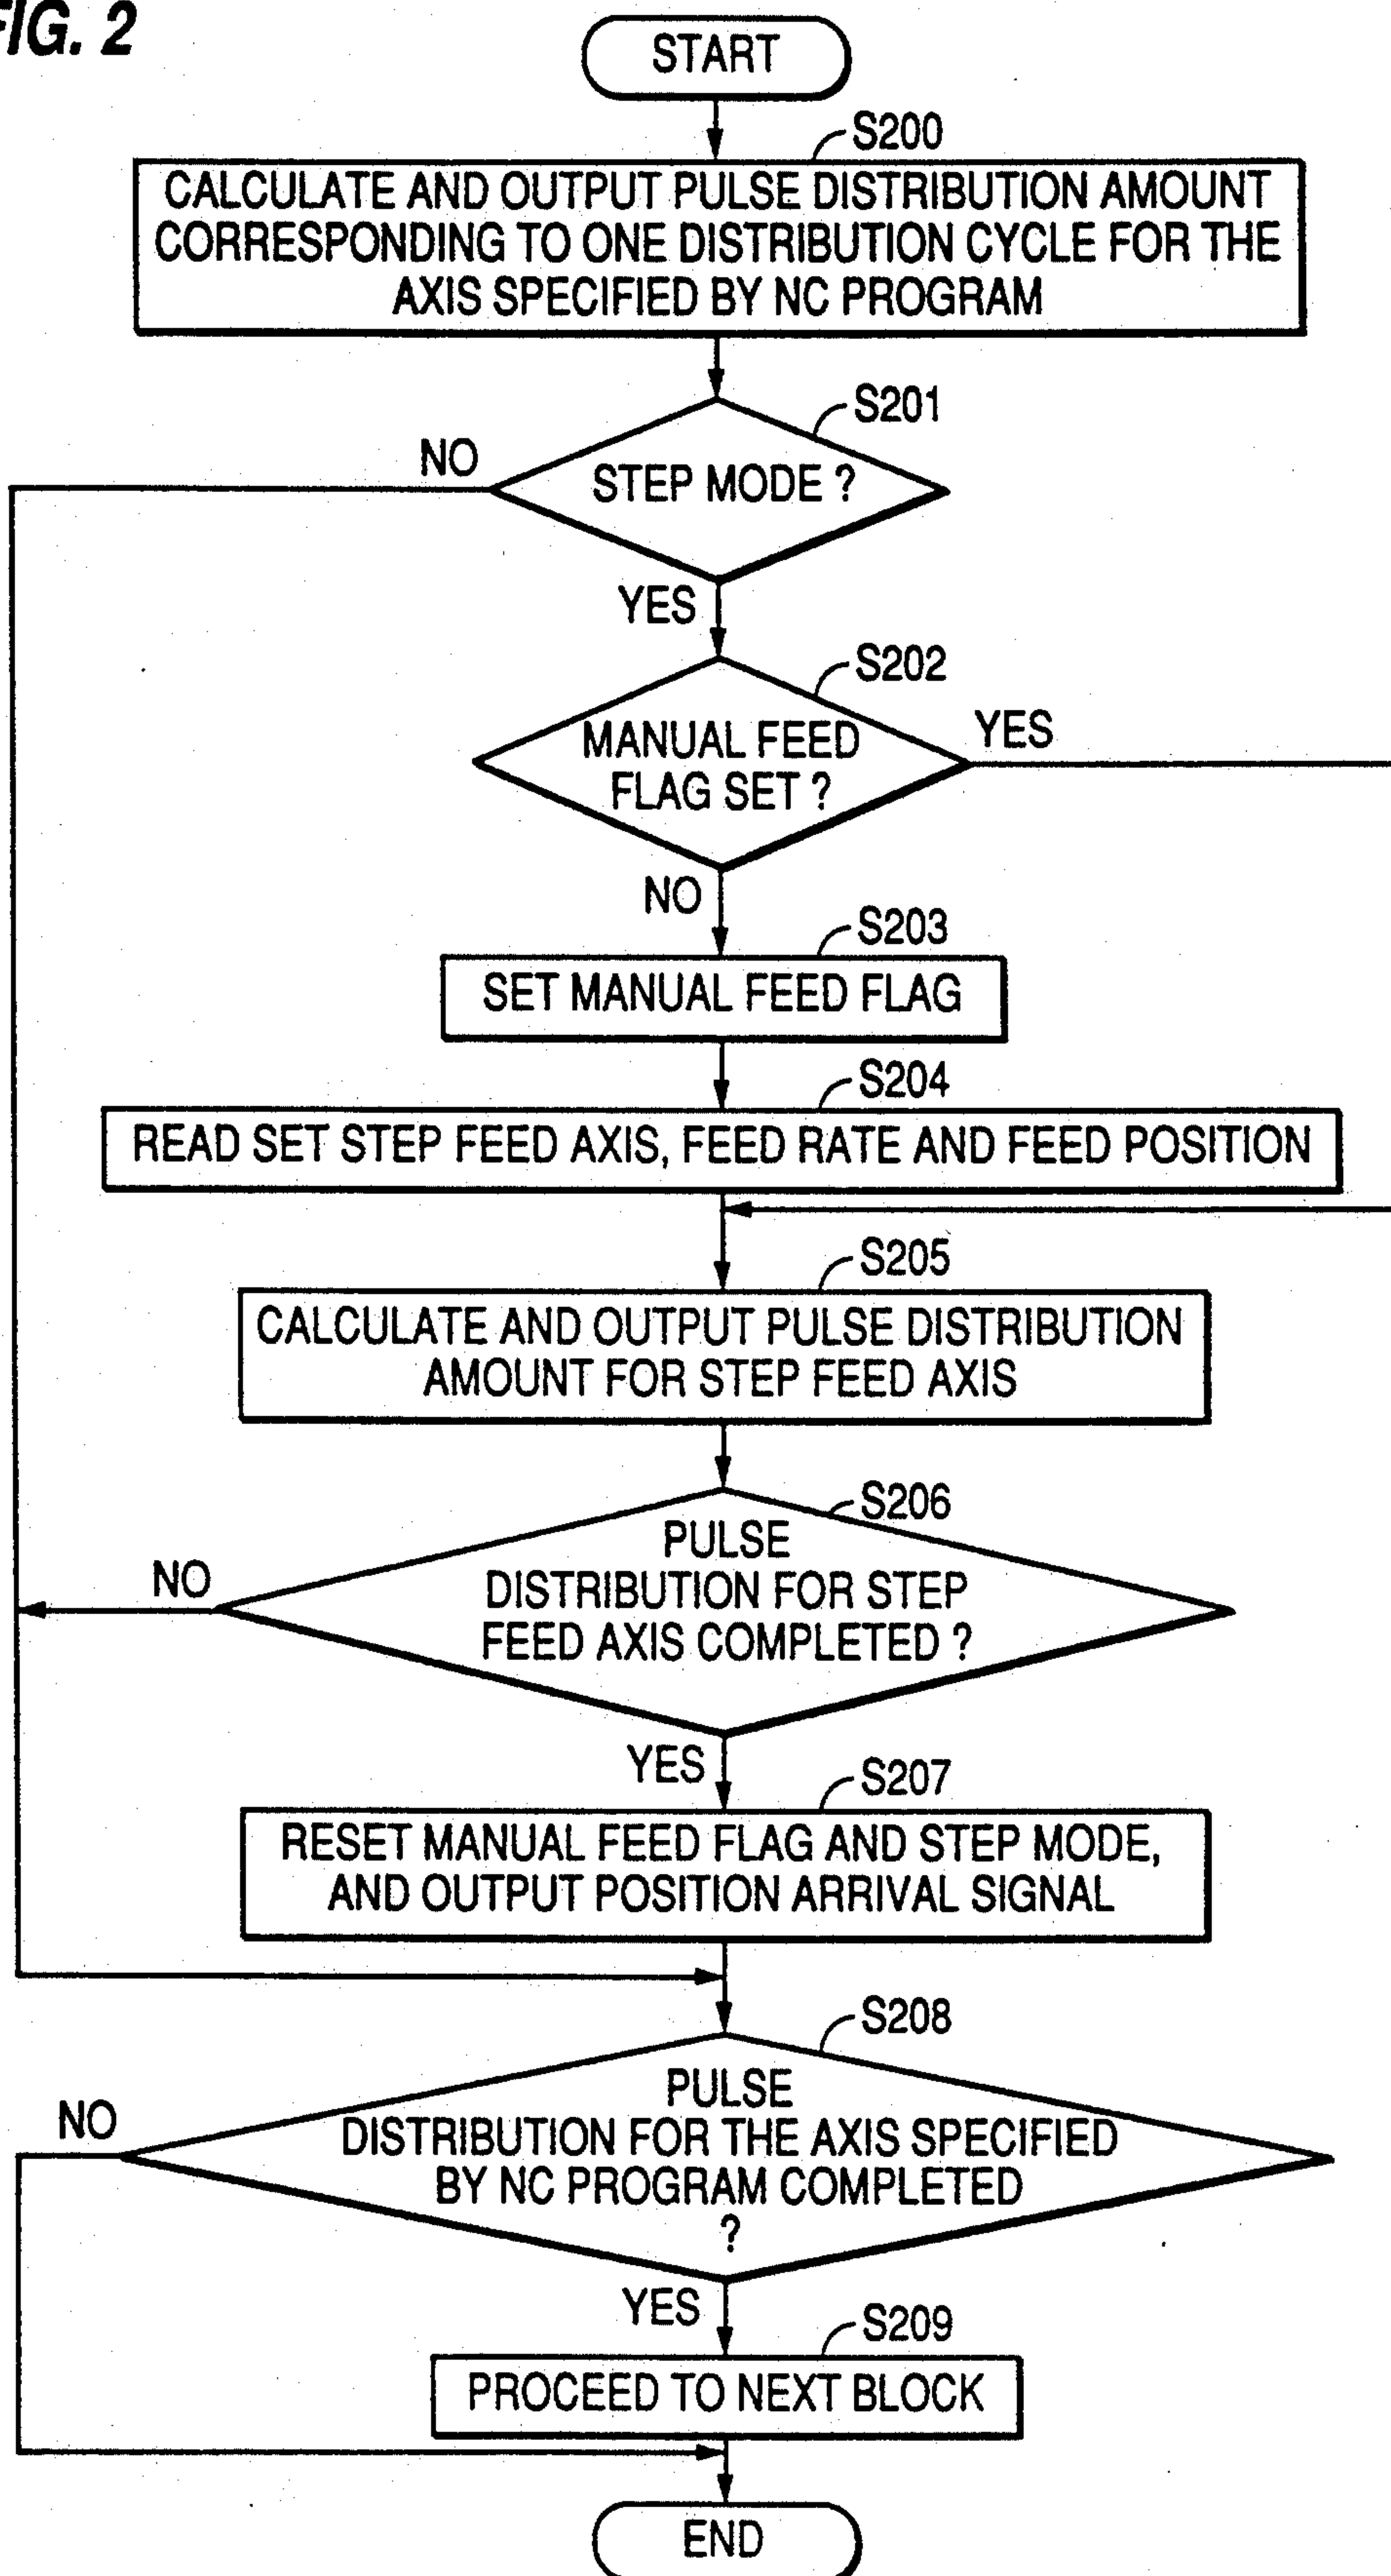 FIG. 2
START
S200
CALCULATE AND OUTPUT PULSE DISTRIBUTION AMOUNT
CORRESPONDING TO ONE DISTRIBUTION CYCLE FOR THE
AXIS SPECIFIED BY NC PROGRAM
S201
NO
STEP MODE ?
YES
S202
MANUAL FEED
FLAG SET ?
YES
NO
S203
SET MANUAL FEED FLAG
S204
READ SET STEP FEED AXIS, FEED RATE AND FEED POSITION
S205
CALCULATE AND OUTPUT PULSE DISTRIBUTION
AMOUNT FOR STEP FEED AXIS
S206
NO
PULSE
DISTRIBUTION FOR STEP
FEED AXIS COMPLETED ?
YES
S207
RESET MANUAL FEED FLAG AND STEP MODE,
AND OUTPUT POSITION ARRIVAL SIGNAL
S208
NO
PULSE
DISTRIBUTION FOR THE AXIS SPECIFIED
BY NC PROGRAM COMPLETED
?
YES
S209
PROCEED TO NEXT BLOCK
END